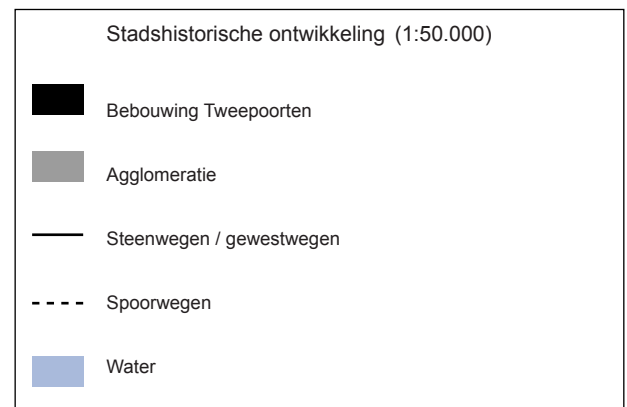 Stadshistorische ontwikkeling (1:50.000)
Bebouwing Tweepoorten
Agglomeratie
Steenwegen / gewestwegen
Spoorwegen
Water